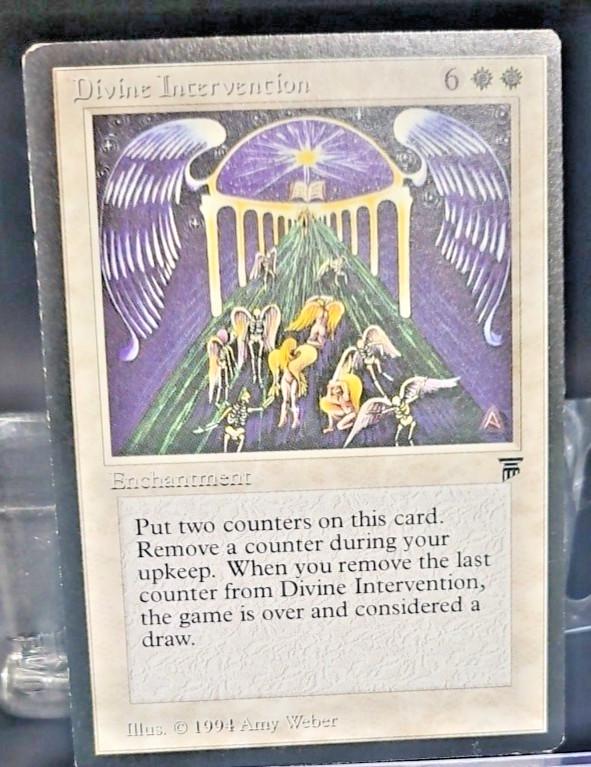 Divine Intervention 6
Enchantment
Put two counters on this card.
Remove a counter during your
upkeep. When you remove the last
counter from Divine Intervention,
the game is over and considered a
draw.
Illus. © 1994 Amy Weber